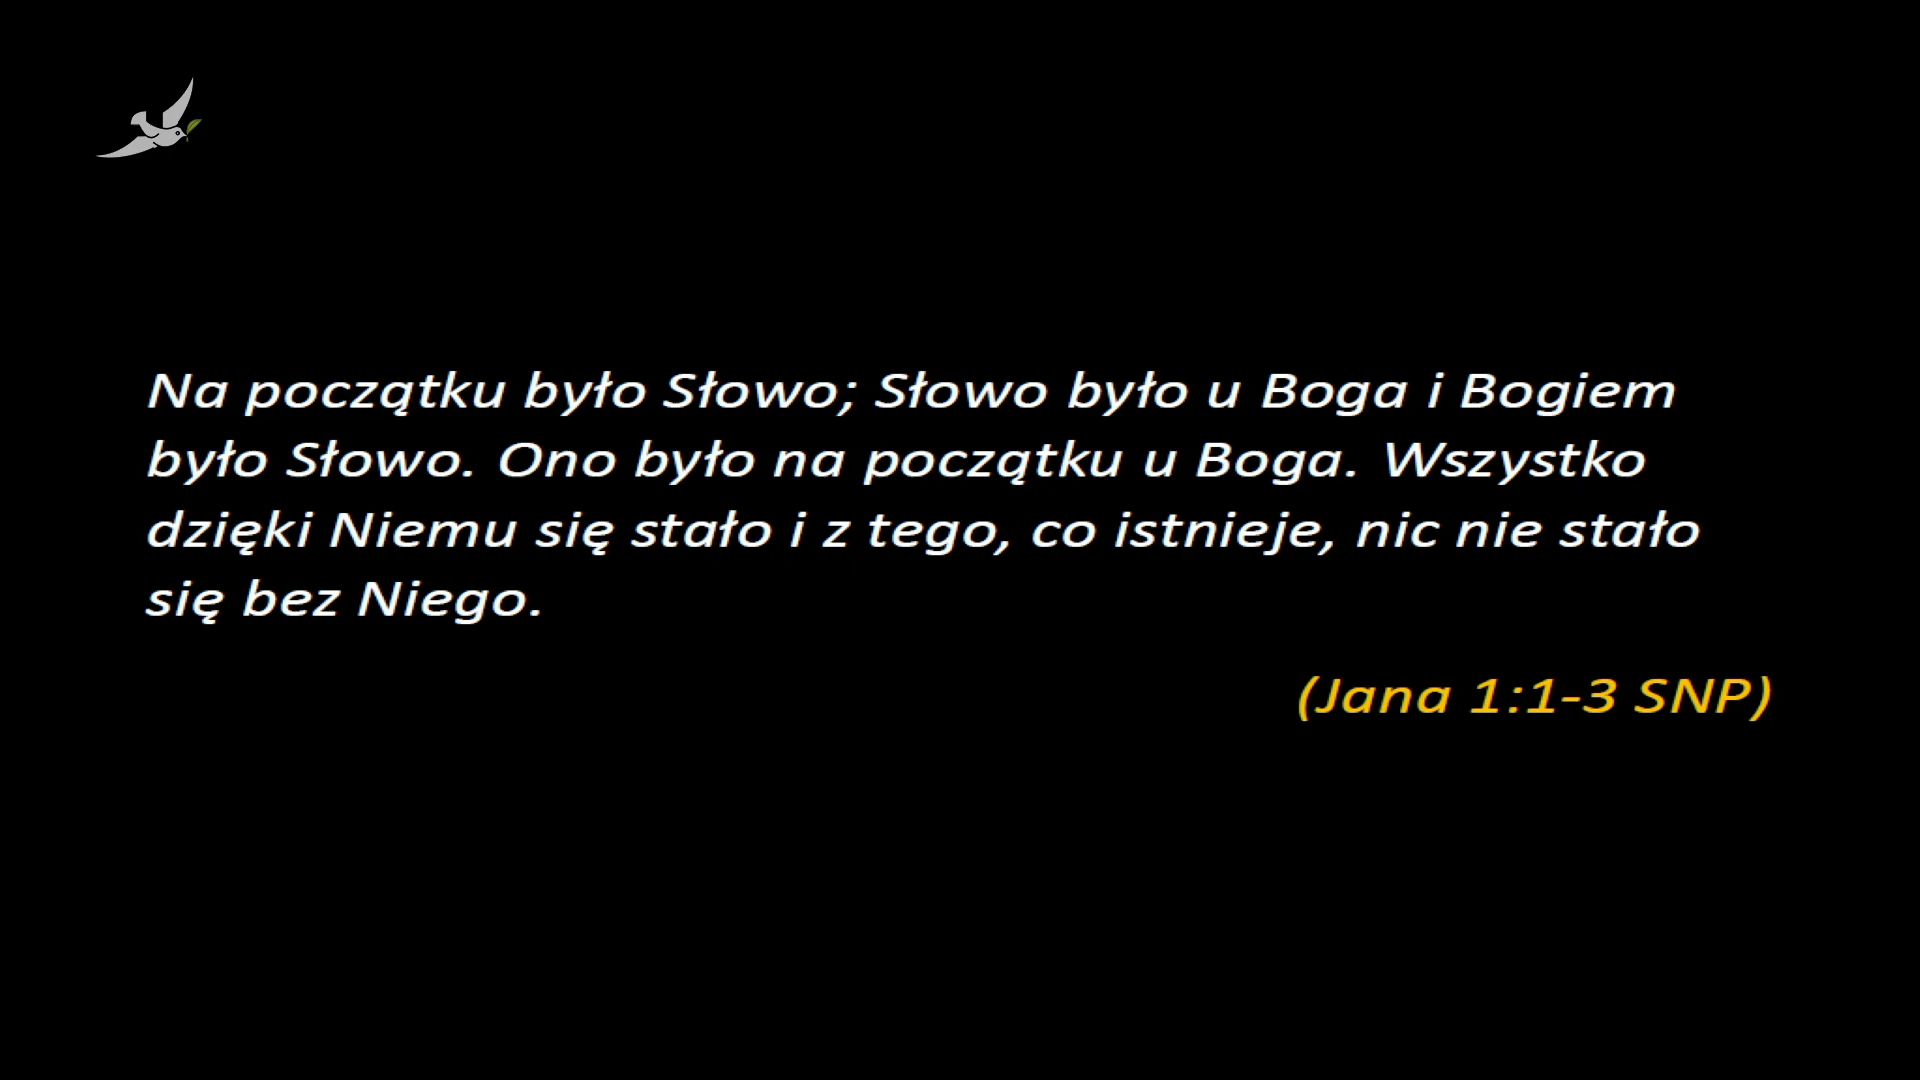 Na początku było Słowo; Słowo było u Boga i Bogiem
było Słowo. Ono było na początku u Boga. Wszystko
dzięki Niemu się stało i z tego, co istnieje, nic nie stało
się bez Niego.
(Jana 1:1-3 SNP)